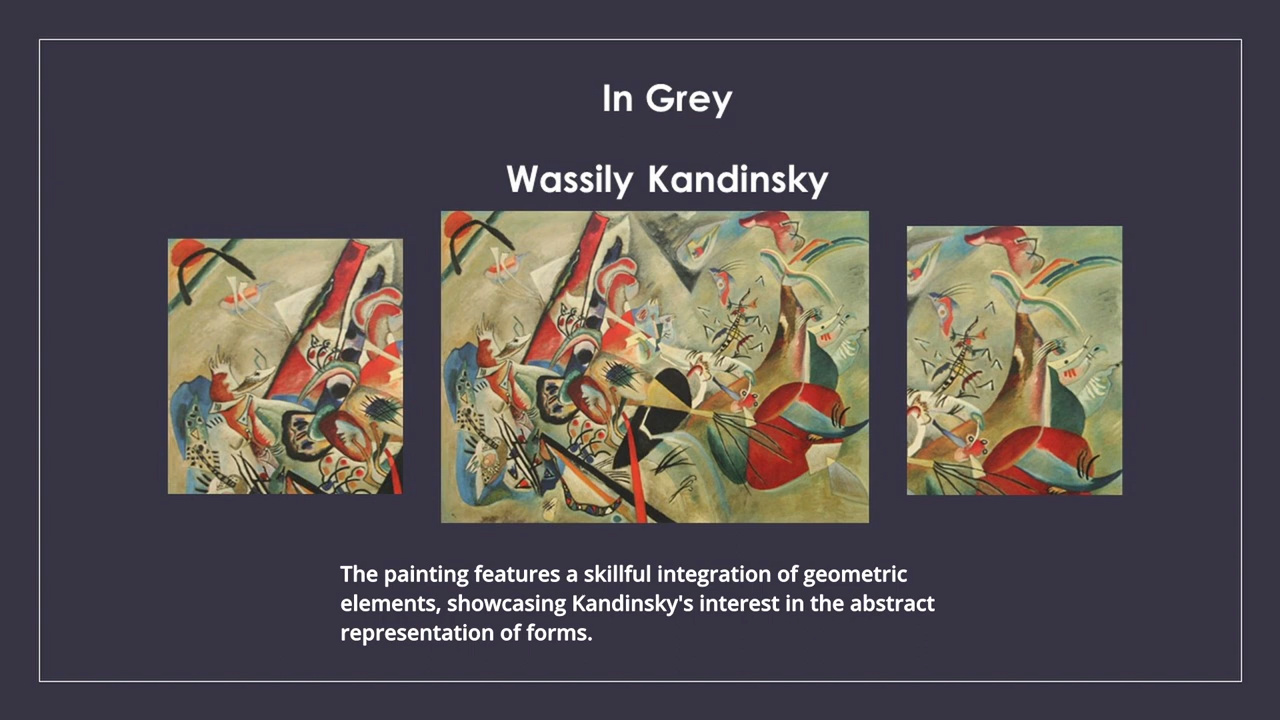 In Grey
Wassily Kandinsky
The painting features a skillful integration of geometric
elements, showcasing Kandinsky's interest in the abstract
representation of forms.